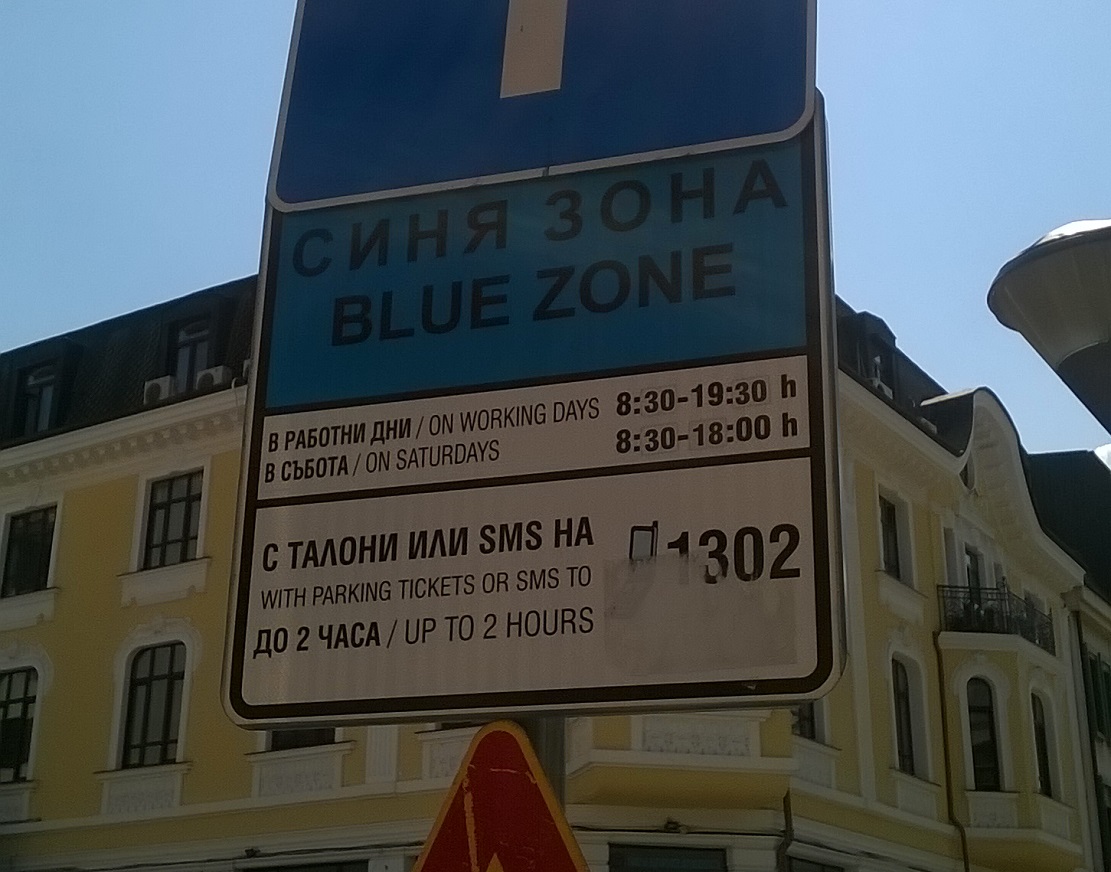 СИНЯ ЗОНА
BLUE ZONE
В РАБОТНИ ДНИ / ON WORKING DAYS 8:30-19:30 h
В СЪБОТА / ON SATURDAYS 8:30-18:00 h
С ТАЛОНИ ИЛИ SMS НА 1302
WITH PARKING TICKETS OR SMS TO
ДО 2 ЧАСА / UP TO 2 HOURS